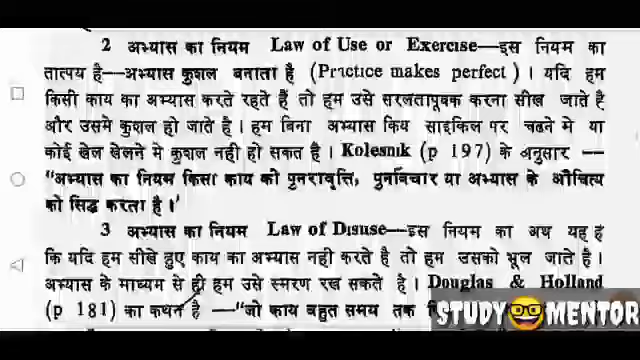 2 अभ्यास का नियम Law of Use or Exercise—इस नियम का
तात्पय है—अभ्यास कुशल बनाता है (Practice makes perfect) । यदि हम
किसी काय का अभ्यास करते रहते हैं तो हम उसे सरलतापूवक करना सीख जाते है
और उसमे कुशल हो जाते है । हम बिना अभ्यास किय साइकिल पर चढने मे या
कोई खेल खेलने मे कुशल नही हो सकत है । Kolesnik (p 197) के अनुसार —
“अभ्यास का नियम किसा काय की पुनरावृत्ति, पुनर्विचार या अभ्यास के औचित्य
को सिद्ध करता है ।’
3 अभ्यास का नियम Law of Disuse—इस नियम का अथ यह ह
कि यदि हम सीखे हुए काय का अभ्यास नही करते है तो हम उसको भूल जाते है ।
अभ्यास के माध्यम से ही हम उसे स्मरण रख सकते है । Douglas & Holland
(p 181) का कथन है —“जो काय बहुत समय तक
STUDY MENTOR